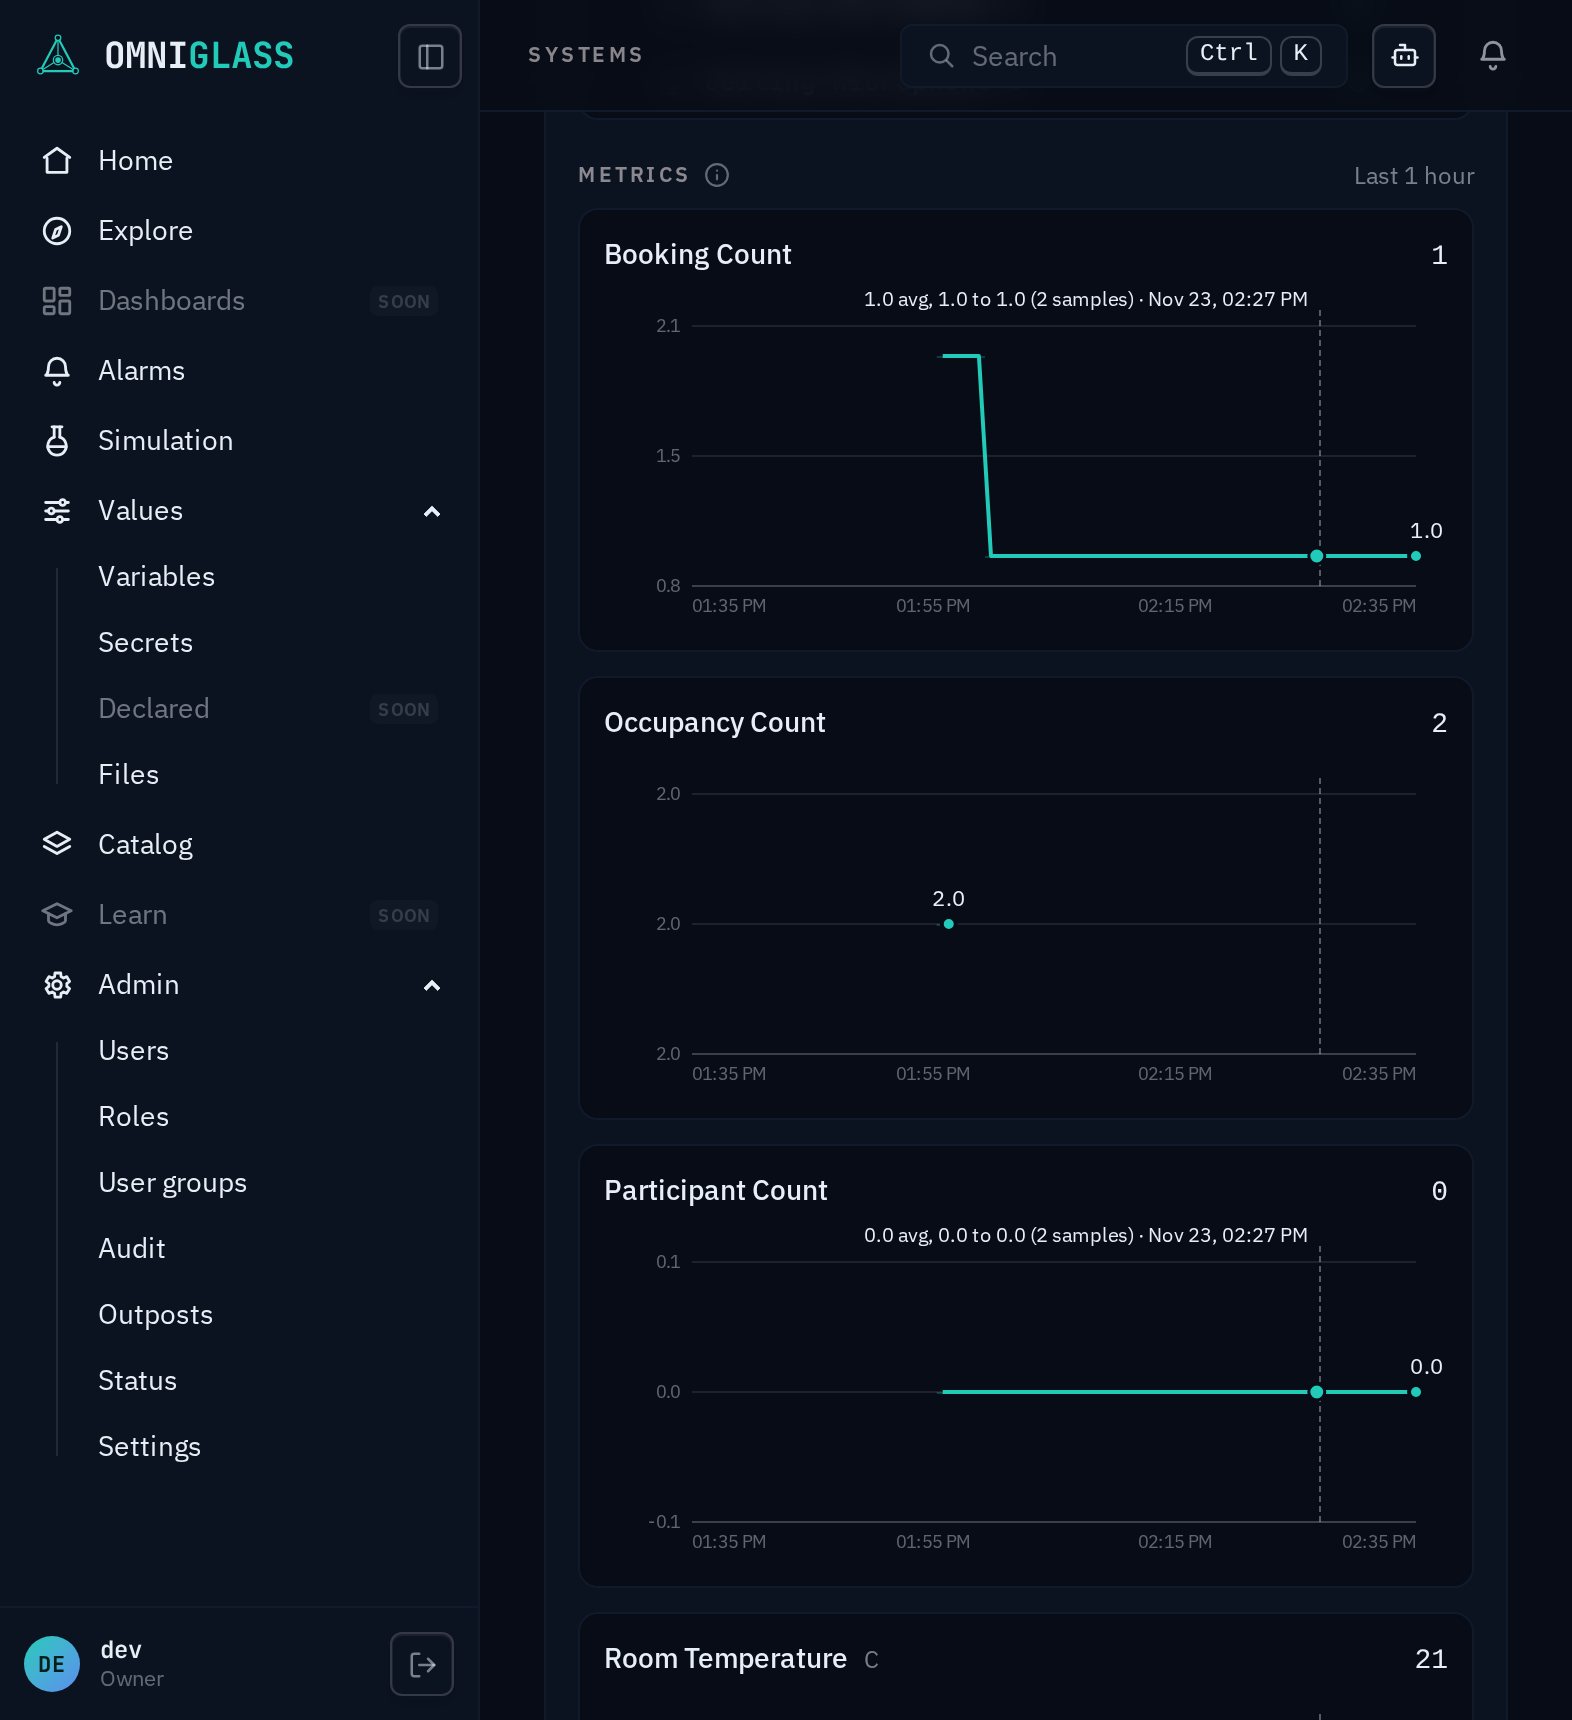 OMNIGLASS
SYSTEMS
Search
Ctrl K
Home
Explore
Dashboards SOON
Alarms
Simulation
Values
Variables
Secrets
Declared SOON
Files
Catalog
Learn SOON
Admin
Users
Roles
User groups
Audit
Outposts
Status
Settings
DE
dev
Owner
METRICS
Last 1 hour
Booking Count 1
1.0 avg, 1.0 to 1.0 (2 samples) · Nov 23, 02:27 PM
2.1
1.5
1.0
0.8
01:35 PM 01:55 PM 02:15 PM 02:35 PM
Occupancy Count 2
2.0
2.0
2.0
2.0
01:35 PM 01:55 PM 02:15 PM 02:35 PM
Participant Count 0
0.0 avg, 0.0 to 0.0 (2 samples) · Nov 23, 02:27 PM
0.1
0.0
0.0
-0.1
01:35 PM 01:55 PM 02:15 PM 02:35 PM
Room Temperature C 21